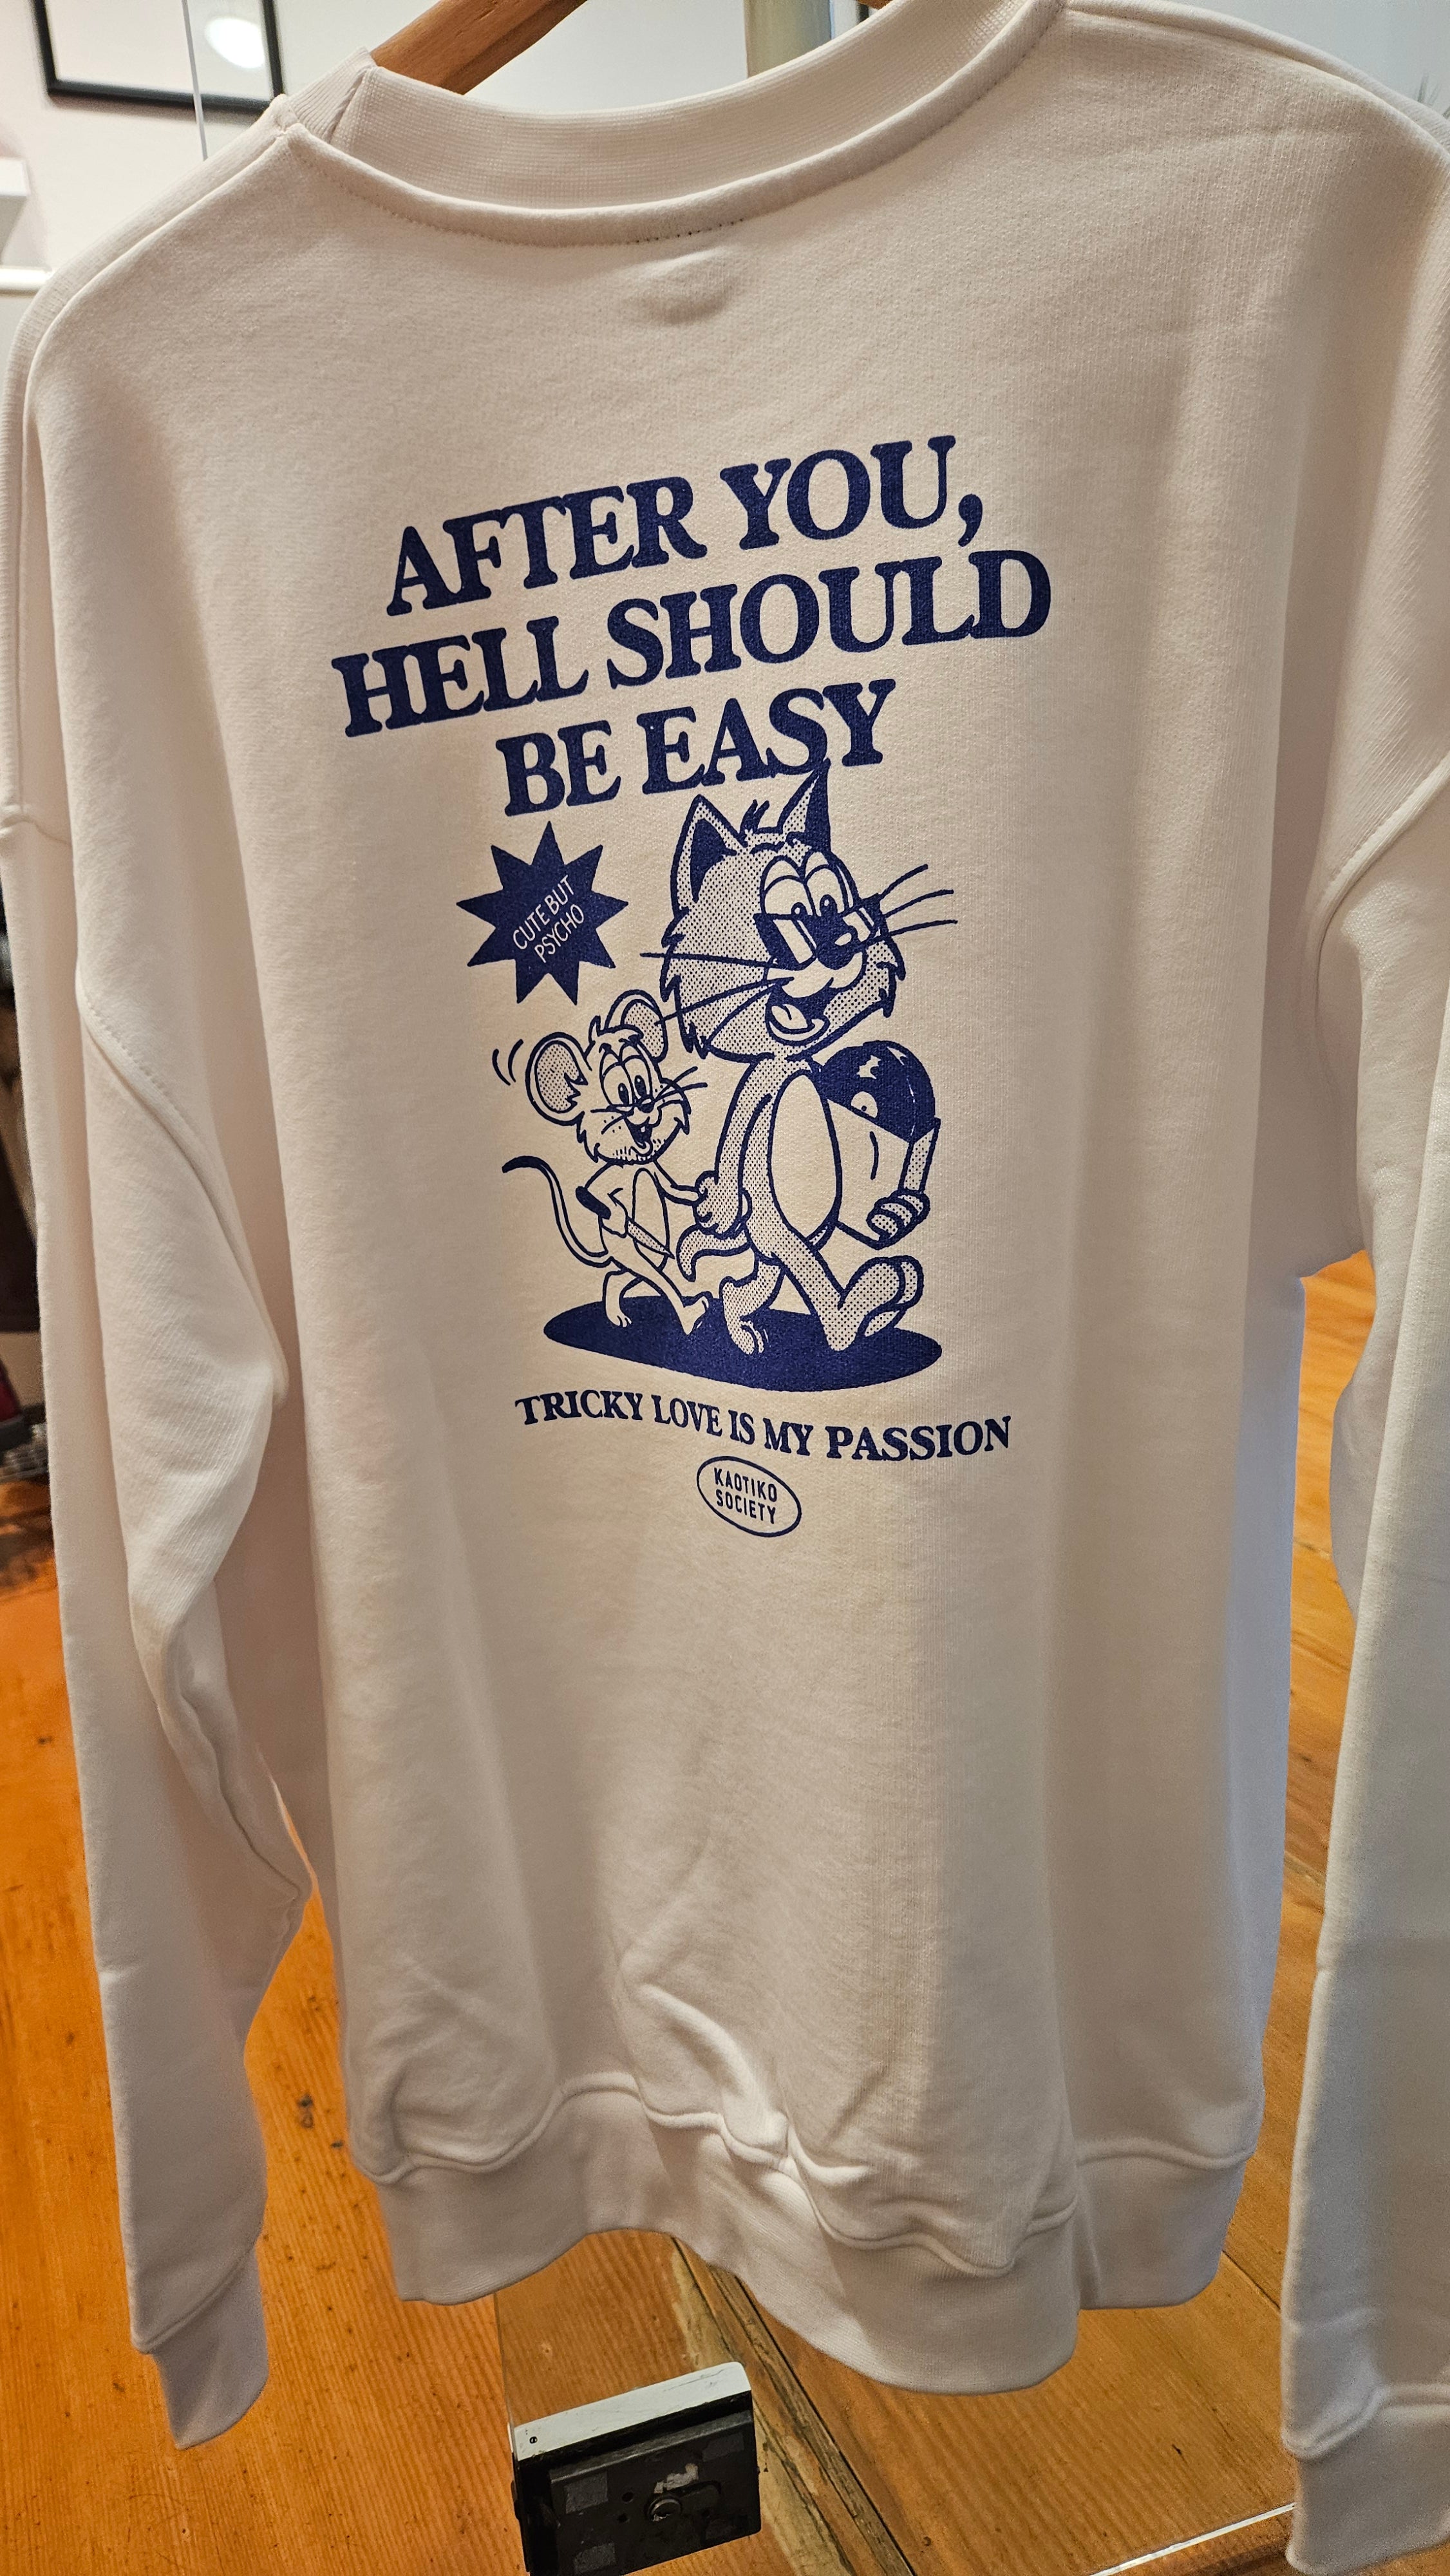 AFTER YOU,
HELL SHOULD
BE EASY
CUTE BUT
PSYCHO
TRICKY LOVE IS MY PASSION
KAOTIKO
SOCIETY